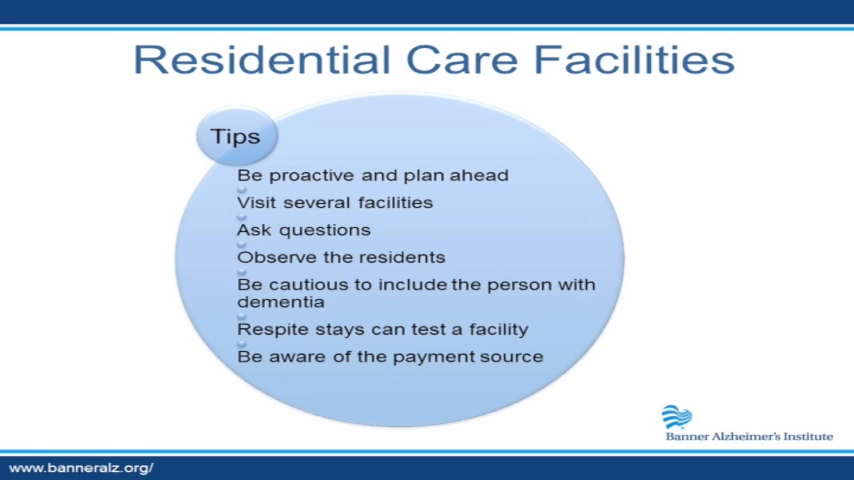 Residential Care Facilities
Tips
Be proactive and plan ahead
Visit several facilities
Ask questions
Observe the residents
Be cautious to include the person with
dementia
Respite stays can test a facility
Be aware of the payment source
Banner Alzheimer's Institute
www.banneralz.org/